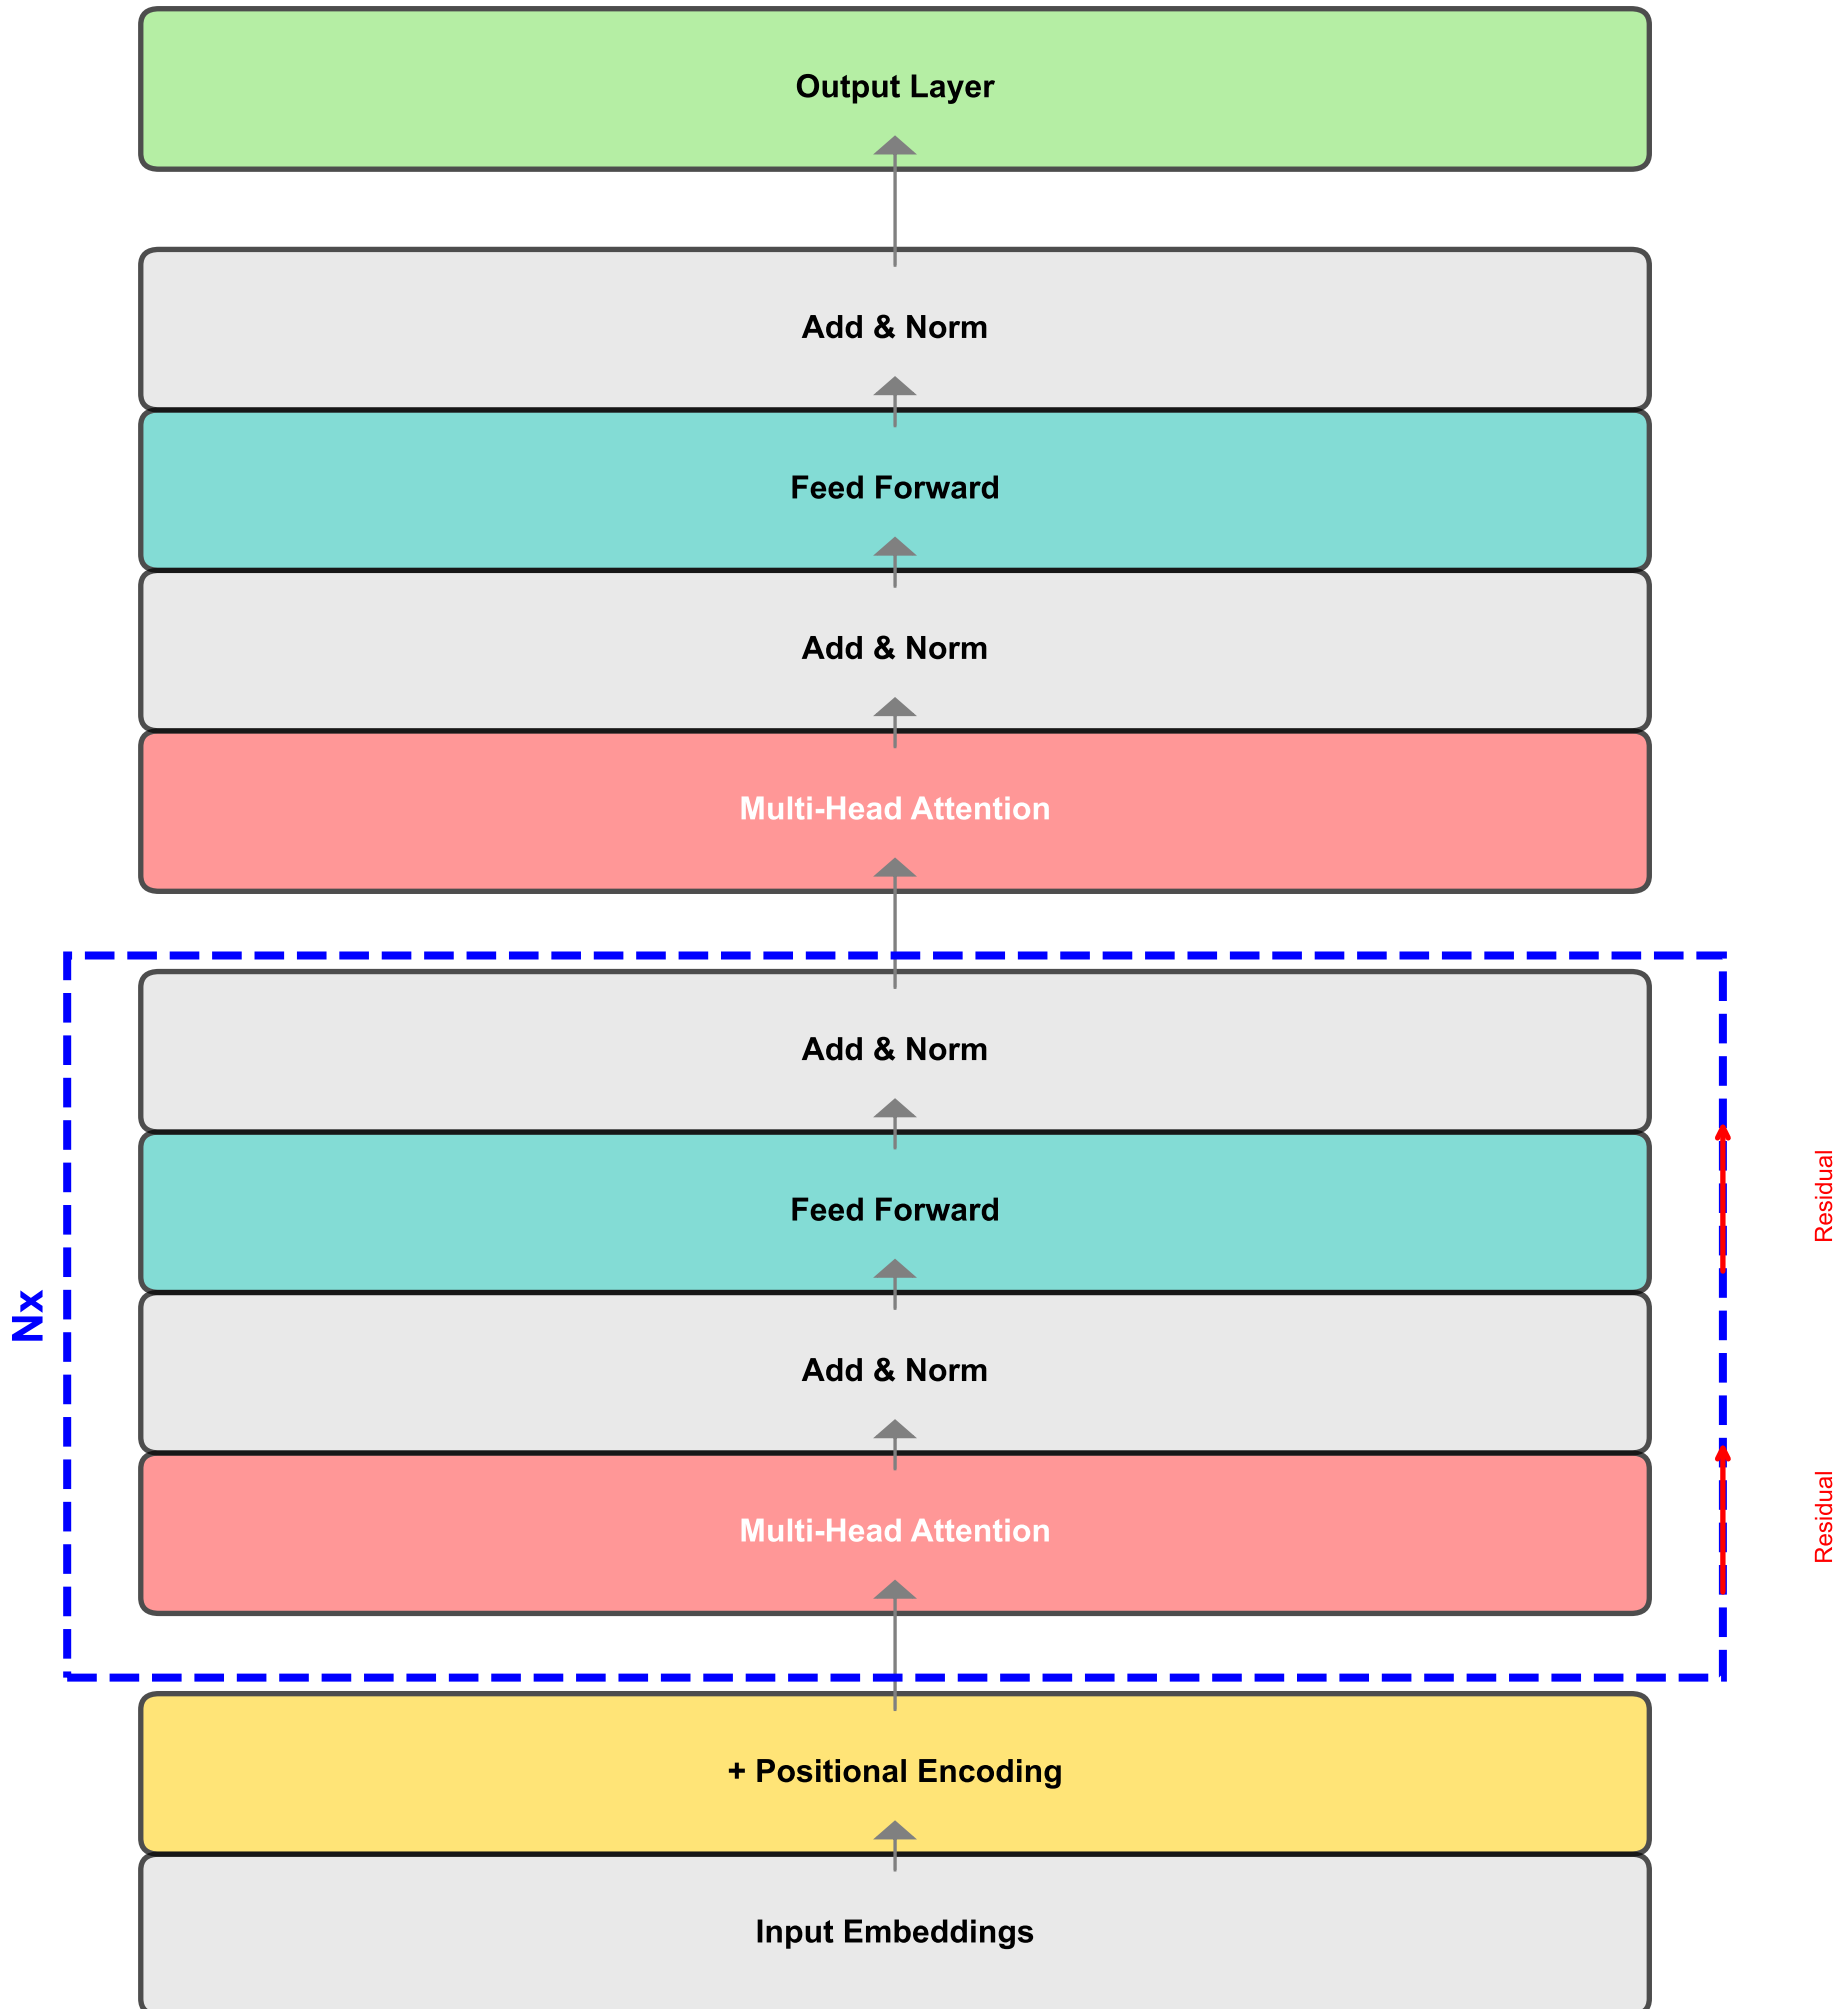 Output Layer
Add & Norm
Feed Forward
Add & Norm
Multi-Head Attention
Add & Norm
Feed Forward
Residual
Nx
Add & Norm
Multi-Head Attention
Residual
+ Positional Encoding
Input Embeddings